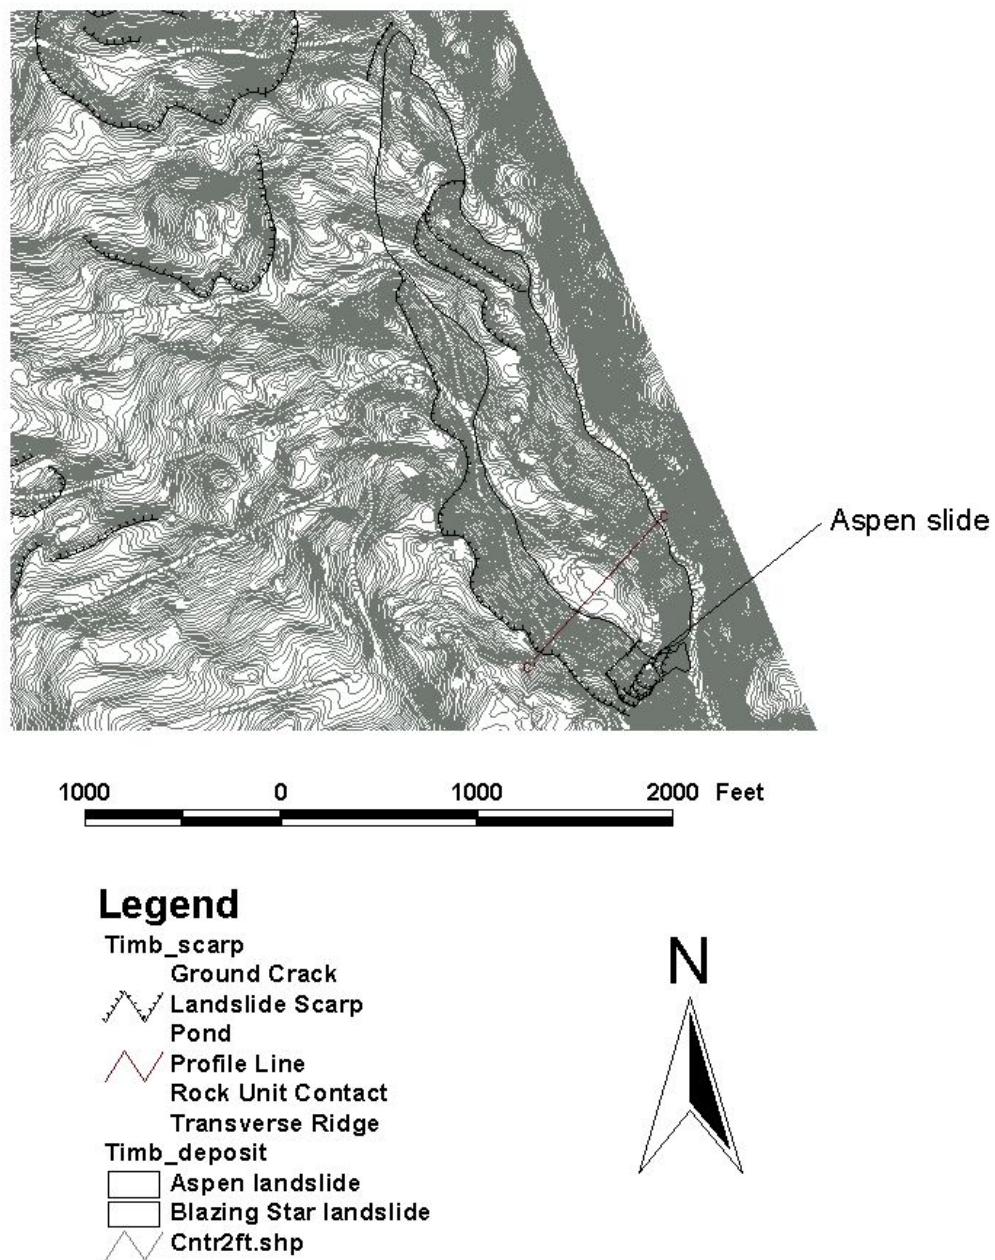 Aspen slide
C
C'
1000 0 1000 2000 Feet
Legend
Timb_scarp
Ground Crack
Landslide Scarp
Pond
Profile Line
Rock Unit Contact
Transverse Ridge
Timb_deposit
Aspen landslide
Blazing Star landslide
Cntr2ft.shp
N